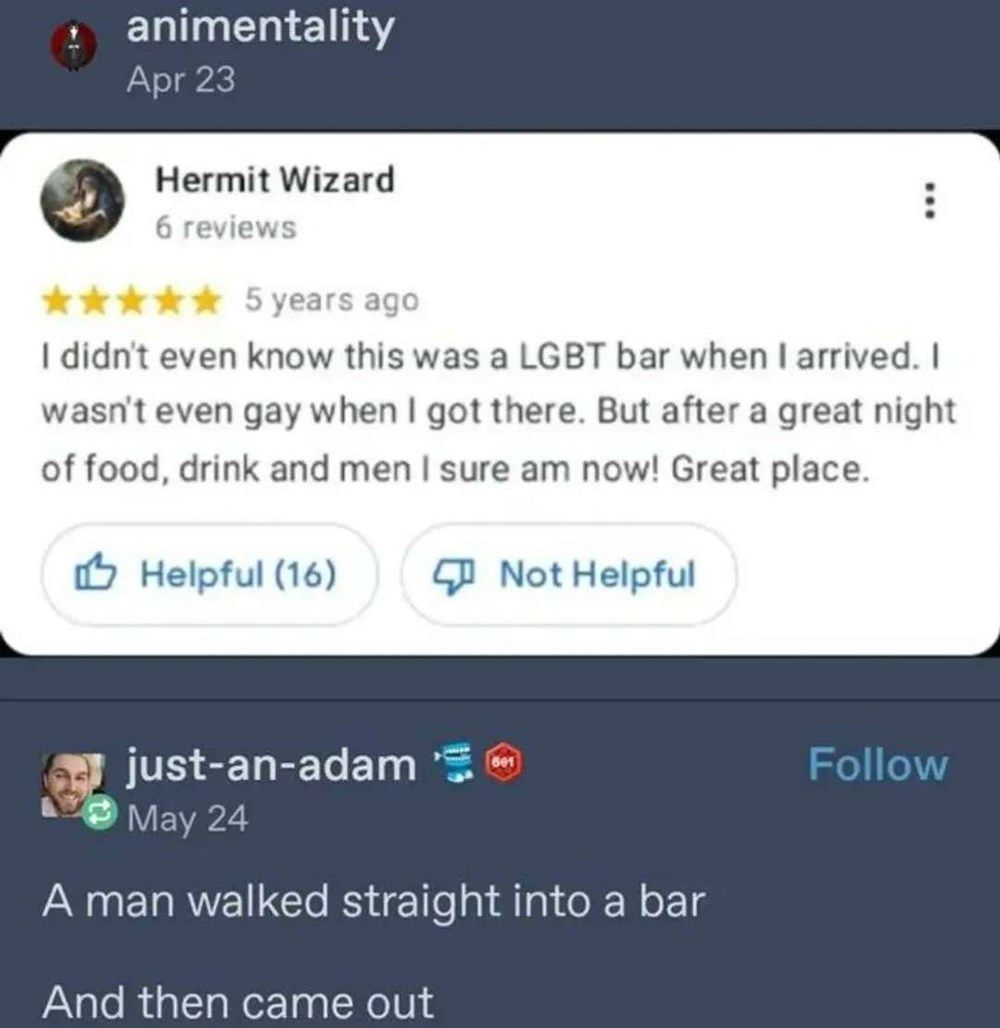 animentality
Apr 23
Hermit Wizard
6 reviews
5 years ago
I didn't even know this was a LGBT bar when I arrived. I
wasn't even gay when I got there. But after a great night
of food, drink and men I sure am now! Great place.
Helpful (16)
Not Helpful
just-an-adam
Follow
May 24
A man walked straight into a bar
And then came out